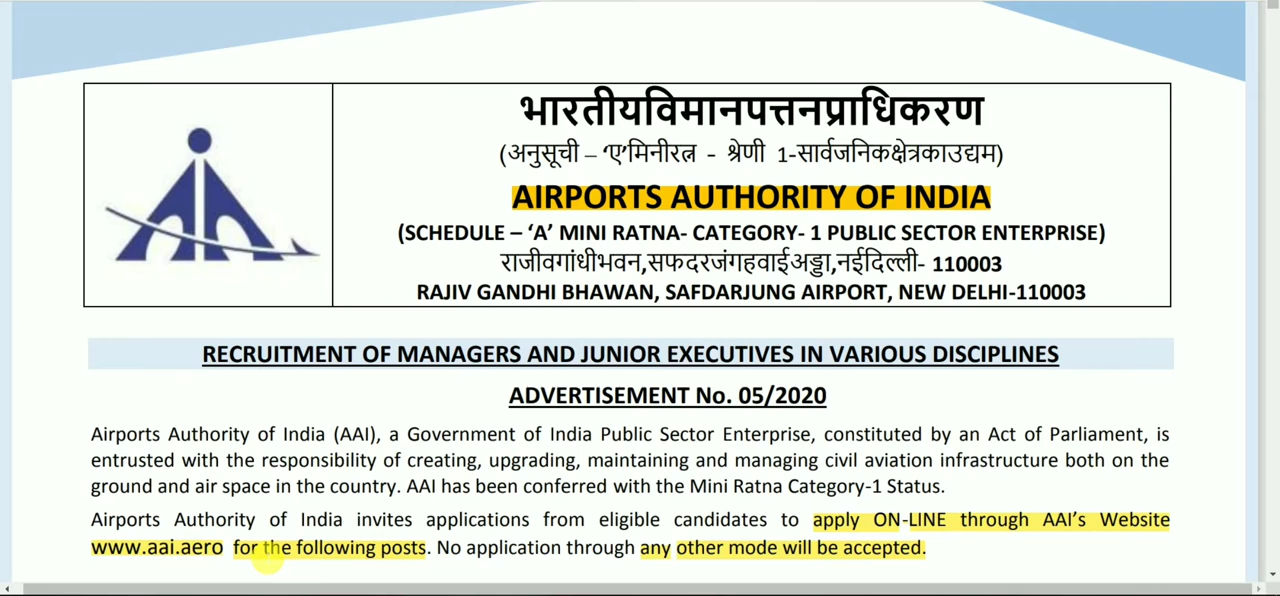 भारतीयविमानपत्तनप्राधिकरण
(अनुसूची – ‘ए’मिनीरत्न - श्रेणी 1-सार्वजनिकक्षेत्रकाउद्यम)
AIRPORTS AUTHORITY OF INDIA
(SCHEDULE – ‘A’ MINI RATNA- CATEGORY- 1 PUBLIC SECTOR ENTERPRISE)
राजीवगांधीभवन,सफदरजंगहवाईअड्डा,नईदिल्ली- 110003
RAJIV GANDHI BHAWAN, SAFDARJUNG AIRPORT, NEW DELHI-110003
RECRUITMENT OF MANAGERS AND JUNIOR EXECUTIVES IN VARIOUS DISCIPLINES
ADVERTISEMENT No. 05/2020
Airports Authority of India (AAI), a Government of India Public Sector Enterprise, constituted by an Act of Parliament, is
entrusted with the responsibility of creating, upgrading, maintaining and managing civil aviation infrastructure both on the
ground and air space in the country. AAI has been conferred with the Mini Ratna Category-1 Status.
Airports Authority of India invites applications from eligible candidates to apply ON-LINE through AAI’s Website
www.aai.aero for the following posts. No application through any other mode will be accepted.